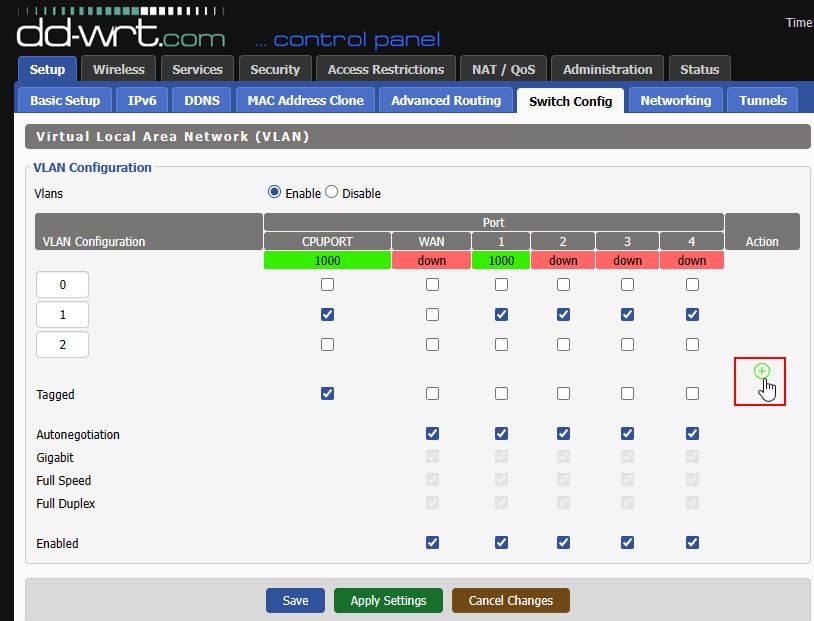 dd-wrt.com ... control panel
Time:
Setup Wireless Services Security Access Restrictions NAT / QoS Administration Status
Basic Setup IPv6 DDNS MAC Address Clone Advanced Routing Switch Config Networking Tunnels
Virtual Local Area Network (VLAN)
VLAN Configuration
Vlans Enable Disable
Port
VLAN Configuration CPUPORT WAN 1 2 3 4 Action
1000 down 1000 down down down
0
1
2
Tagged
Autonegotiation
Gigabit
Full Speed
Full Duplex
Enabled
Save Apply Settings Cancel Changes